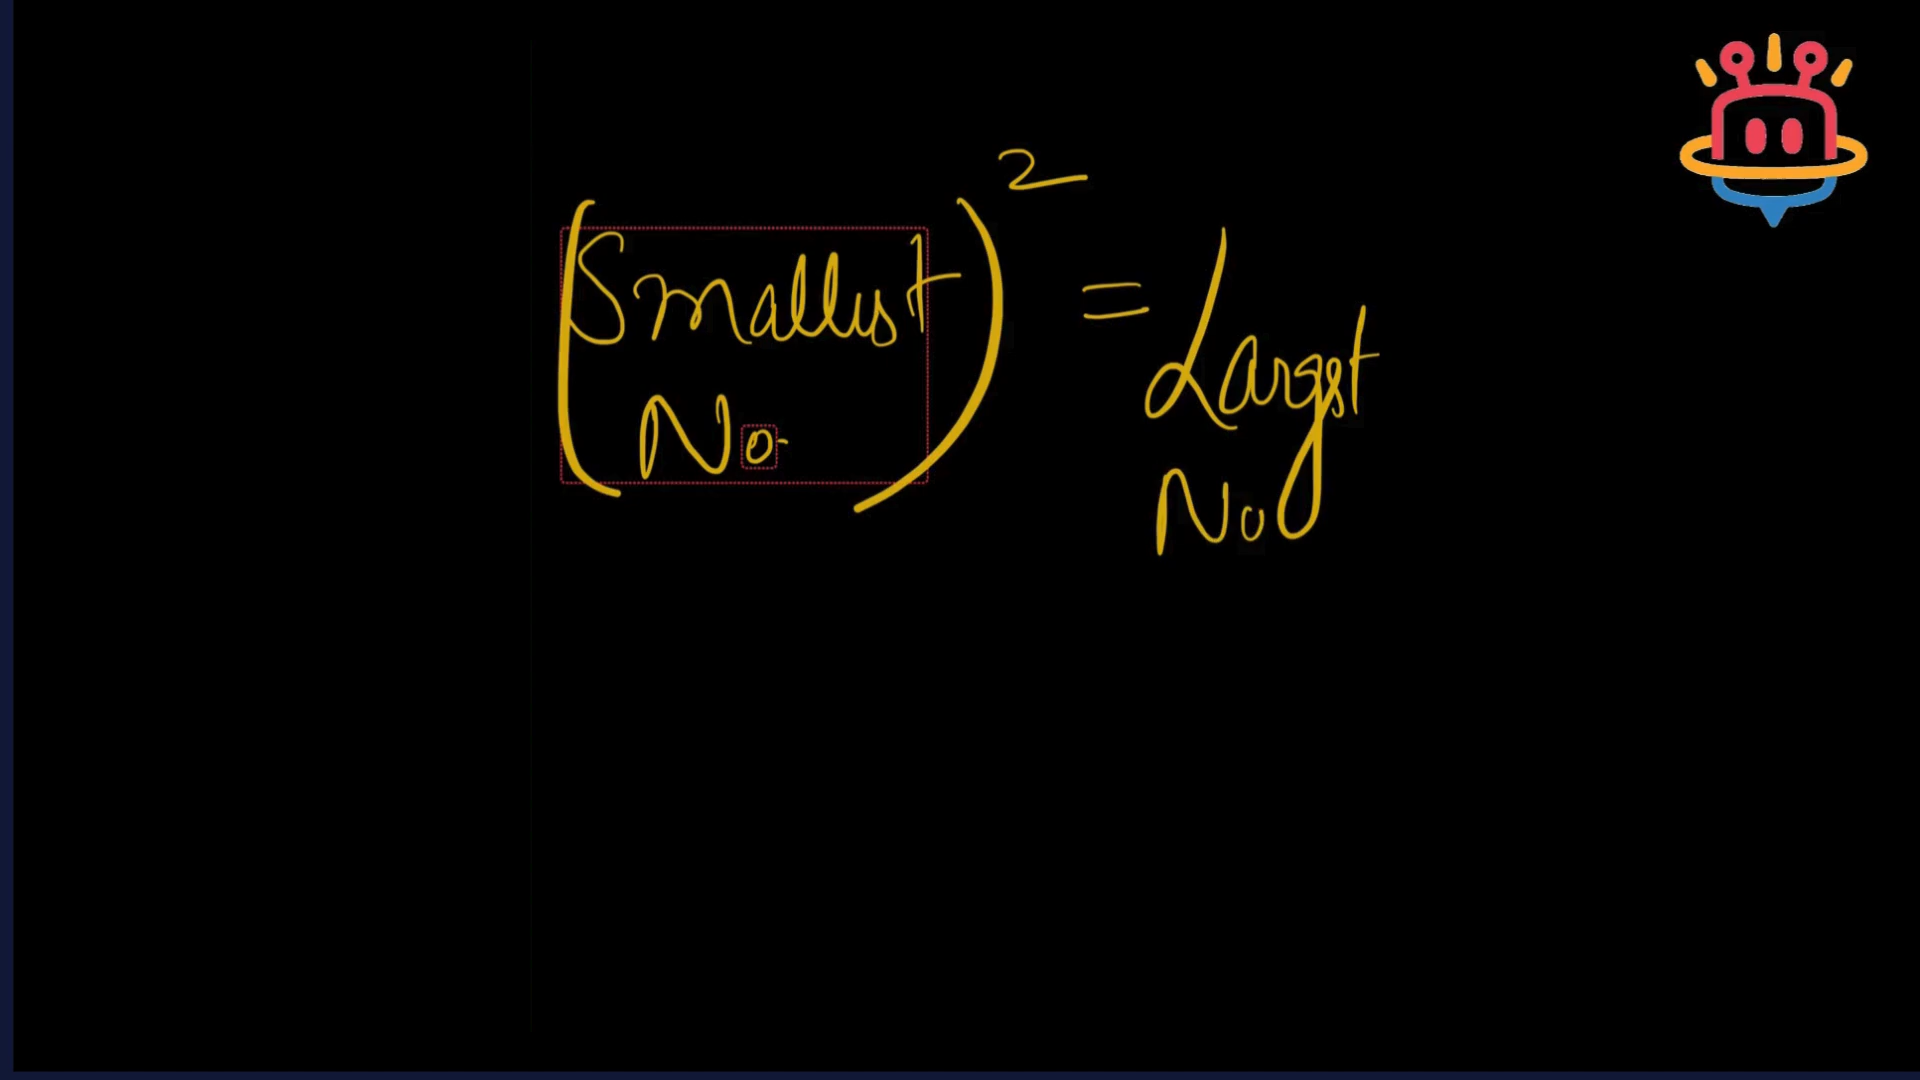 (Smallest No.)² = Largest No